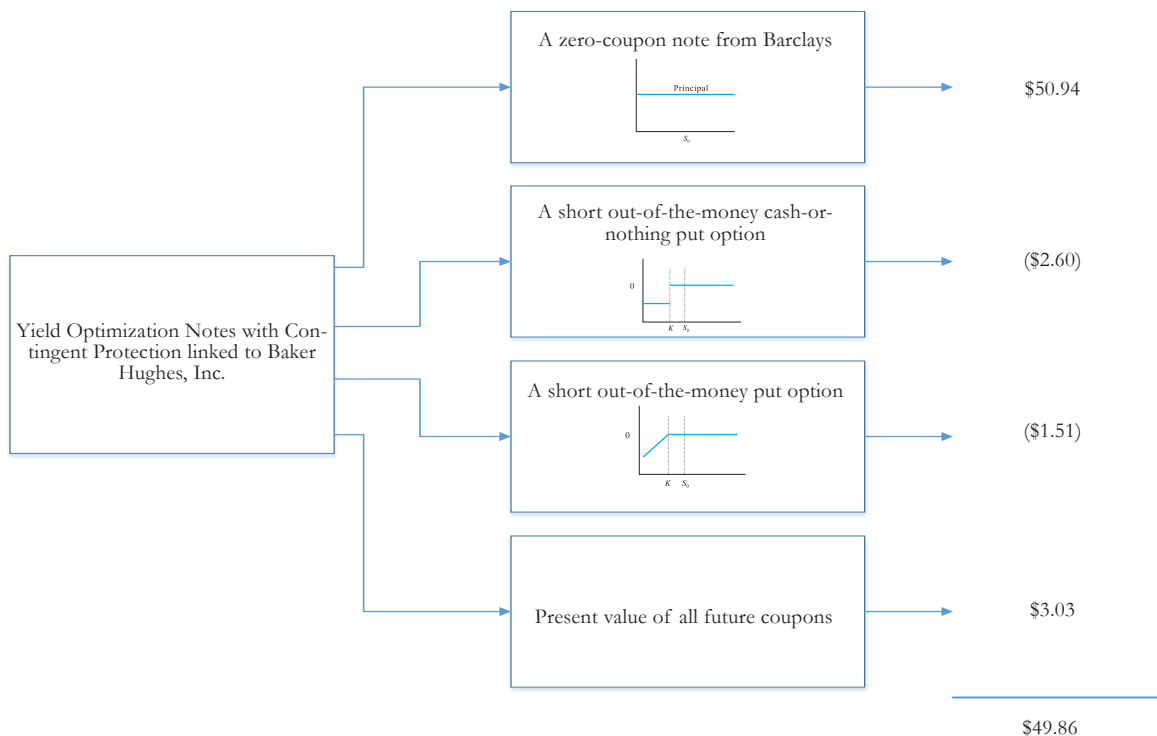 A zero-coupon note from Barclays
Principal
S0
$50.94
A short out-of-the-money cash-or-
nothing put option
0
K S0
($2.60)
Yield Optimization Notes with Con-
tingent Protection linked to Baker
Hughes, Inc.
A short out-of-the-money put option
0
K S0
($1.51)
Present value of all future coupons
$3.03
$49.86